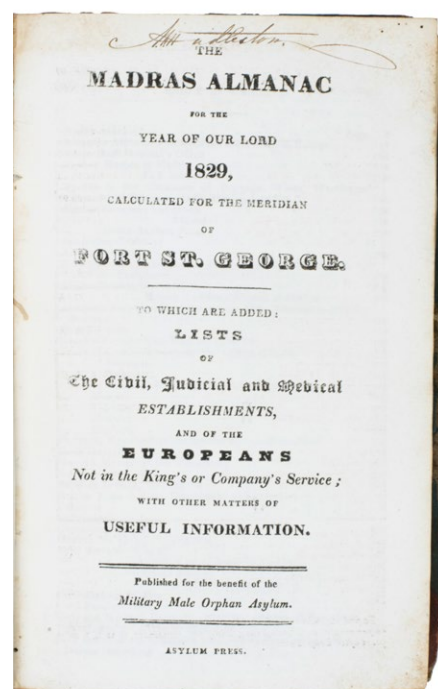 THE
MADRAS ALMANAC
FOR THE
YEAR OF OUR LORD
1829,
CALCULATED FOR THE MERIDIAN
OF
FORT ST. GEORGE.
TO WHICH ARE ADDED:
LISTS
OF
The Civil, Judicial and Medical
ESTABLISHMENTS,
AND OF THE
EUROPEANS
Not in the King's or Company's Service;
WITH OTHER MATTERS OF
USEFUL INFORMATION.
Published for the benefit of the
Military Male Orphan Asylum.
ASYLUM PRESS.